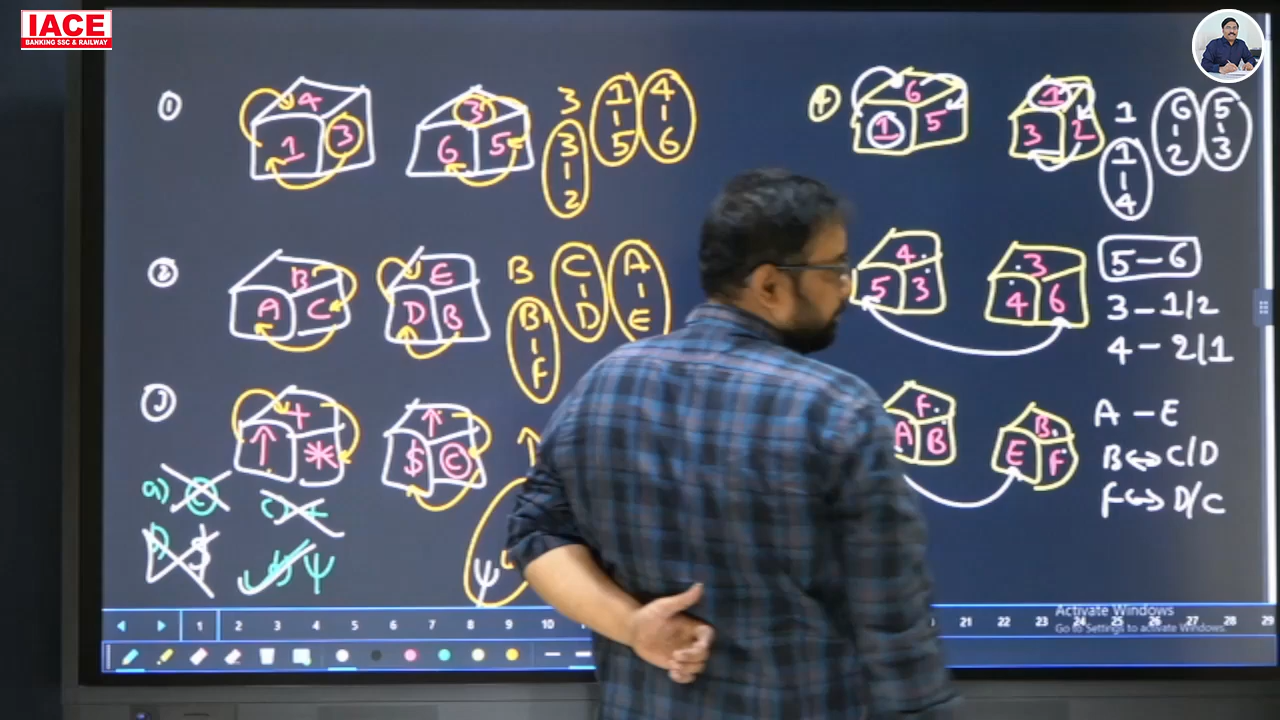 IACE
BANKING SSC & RAILWAY
① 4 1 3
3 6 5
3 1 4
3 5 6
2
② B A C
E D B
B C A
B D E
F
③ + ↑ *
↑ $ C
a) C c) +
$ d) ψ
ψ
④ 6 1 5
1 3 2
1 6 5
1 2 3
4
4 5 3
3 4 6
5 – 6
3 – 1/2
4 – 2/1
F A B
B E F
A – E
B ↔ C/D
F ↔ D/C
Activate Windows
Go to Settings to activate Windows.
1 2 3 4 5 6 7 8 9 10 21 22 23 24 25 26 27 28 29